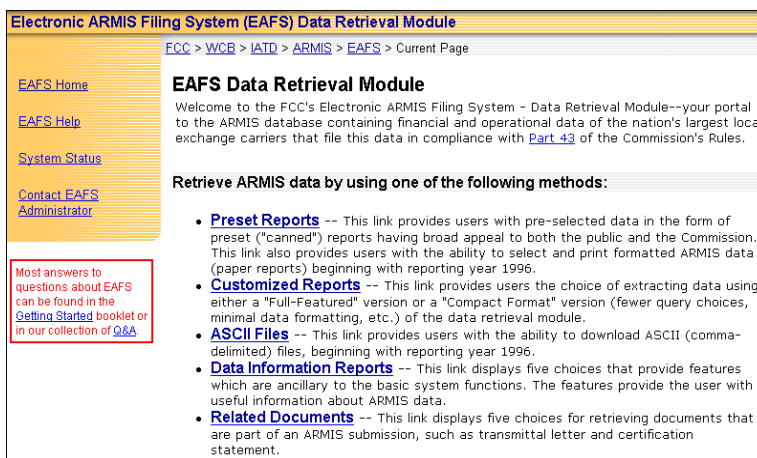 Electronic ARMIS Filing System (EAFS) Data Retrieval Module
FCC > WCB > IATD > ARMIS > EAFS > Current Page
EAFS Home
EAFS Help
System Status
Contact EAFS
Administrator
Most answers to
questions about EAFS
can be found in the
Getting Started booklet or
in our collection of Q&A.
EAFS Data Retrieval Module
Welcome to the FCC's Electronic ARMIS Filing System - Data Retrieval Module--your portal
to the ARMIS database containing financial and operational data of the nation's largest loca
exchange carriers that file this data in compliance with Part 43 of the Commission's Rules.
Retrieve ARMIS data by using one of the following methods:
• Preset Reports -- This link provides users with pre-selected data in the form of
preset ("canned") reports having broad appeal to both the public and the Commission.
This link also provides users with the ability to select and print formatted ARMIS data
(paper reports) beginning with reporting year 1996.
• Customized Reports -- This link provides users the choice of extracting data using
either a "Full-Featured" version or a "Compact Format" version (fewer query choices,
minimal data formatting, etc.) of the data retrieval module.
• ASCII Files -- This link provides users with the ability to download ASCII (comma-
delimited) files, beginning with reporting year 1996.
• Data Information Reports -- This link displays five choices that provide features
which are ancillary to the basic system functions. The features provide the user with
useful information about ARMIS data.
• Related Documents -- This link displays five choices for retrieving documents that
are part of an ARMIS submission, such as transmittal letter and certification
statement.